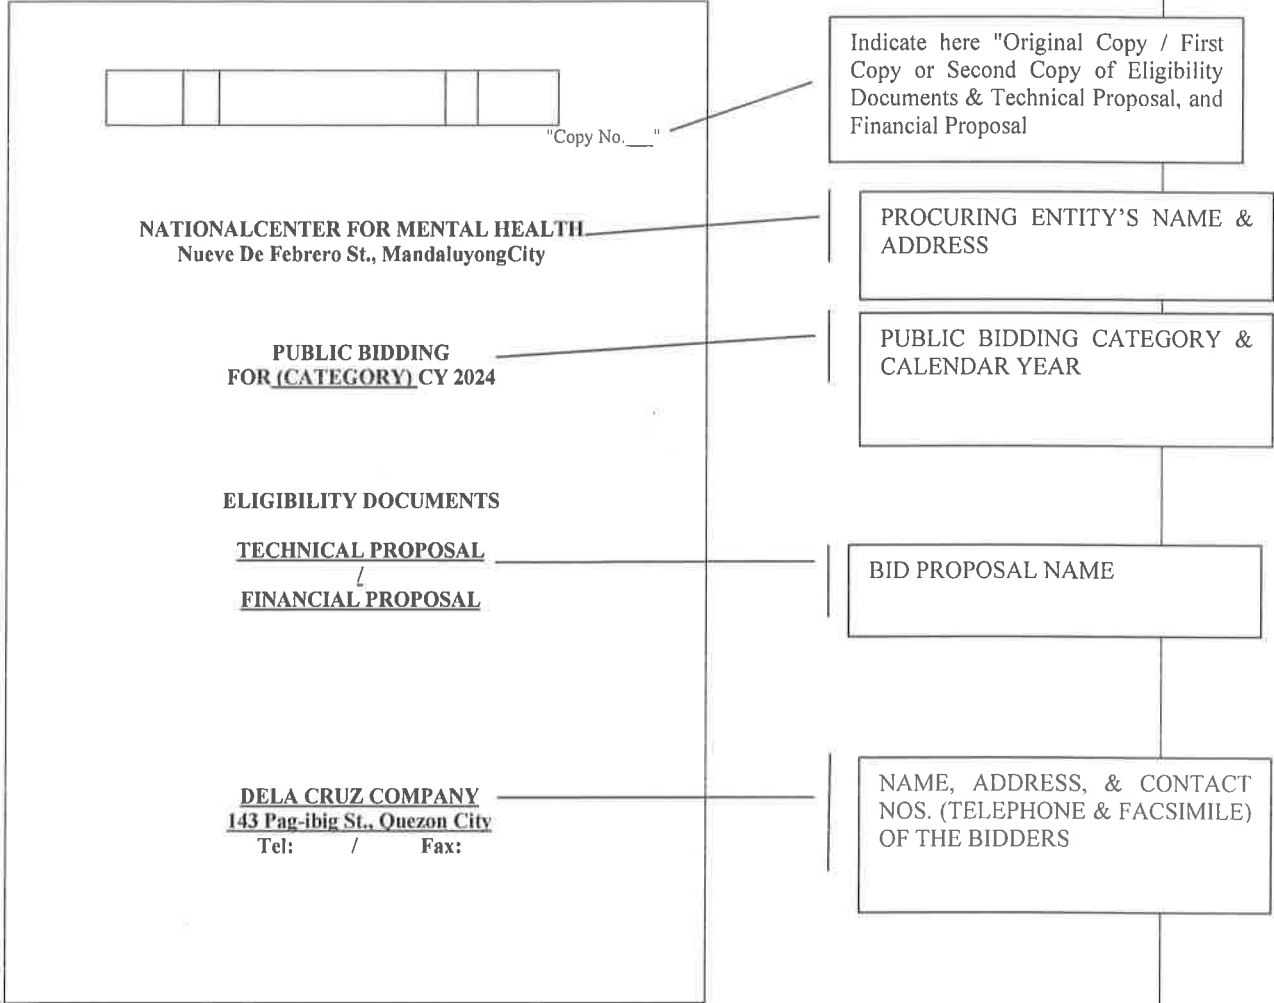 Indicate here "Original Copy / First
Copy or Second Copy of Eligibility
Documents & Technical Proposal, and
Financial Proposal
"Copy No.___"
NATIONALCENTER FOR MENTAL HEALTH
Nueve De Febrero St., MandaluyongCity
PROCURING ENTITY'S NAME &
ADDRESS
PUBLIC BIDDING
FOR (CATEGORY) CY 2024
PUBLIC BIDDING CATEGORY &
CALENDAR YEAR
ELIGIBILITY DOCUMENTS
TECHNICAL PROPOSAL
/
FINANCIAL PROPOSAL
BID PROPOSAL NAME
DELA CRUZ COMPANY
143 Pag-ibig St., Quezon City
Tel: / Fax:
NAME, ADDRESS, & CONTACT
NOS. (TELEPHONE & FACSIMILE)
OF THE BIDDERS